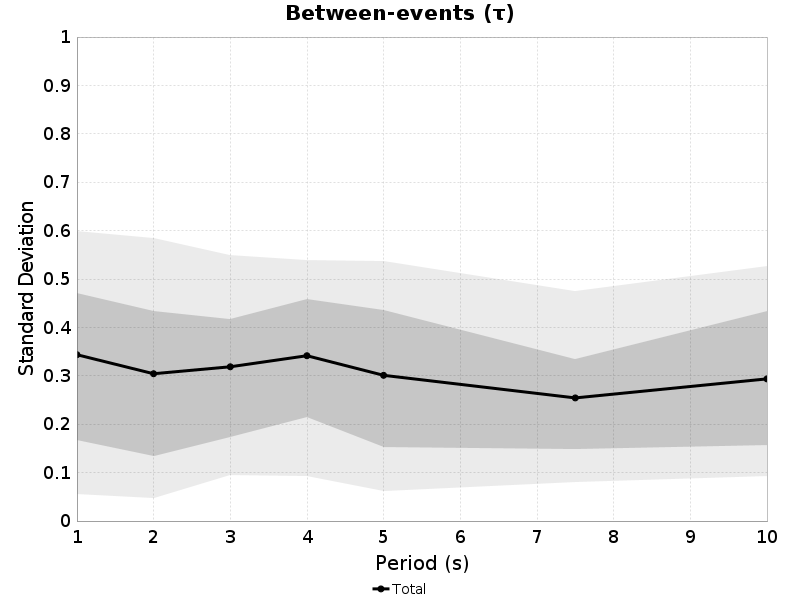 Between-events (τ)
Standard Deviation
1
0.9
0.8
0.7
0.6
0.5
0.4
0.3
0.2
0.1
0
1 2 3 4 5 6 7 8 9 10
Period (s)
Total